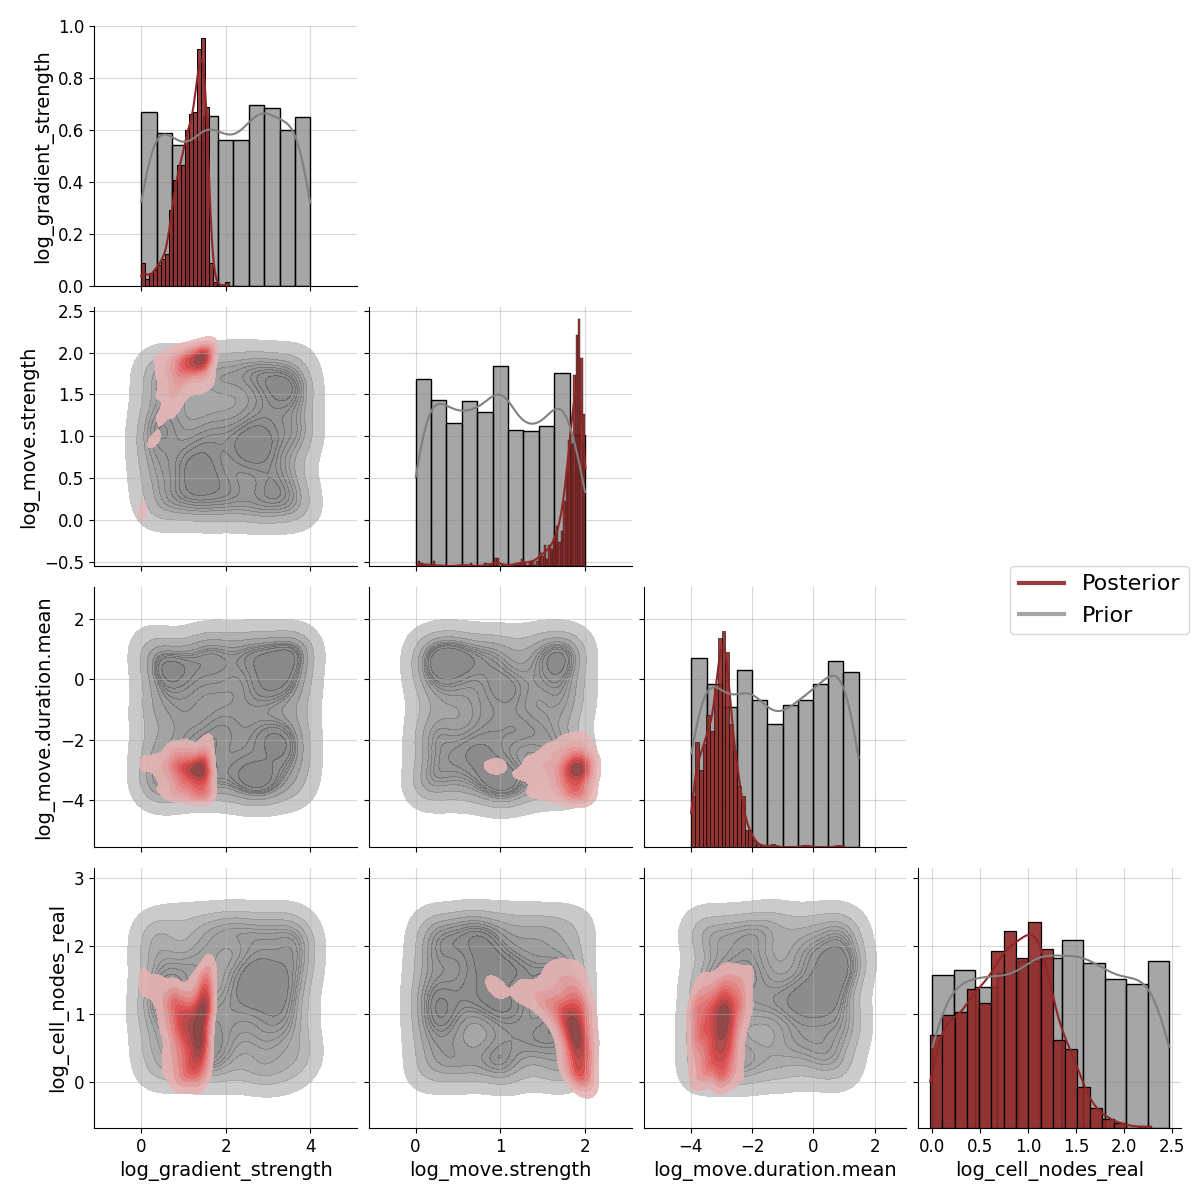 log_gradient_strength
1.0
0.8
0.6
0.4
0.2
0.0
log_move.strength
2.5
2.0
1.5
1.0
0.5
0.0
−0.5
Posterior
Prior
log_move.duration.mean
2
0
−2
−4
log_cell_nodes_real
3
2
1
0
0 2 4 0 1 2 −4 −2 0 2 0.0 0.5 1.0 1.5 2.0 2.5
log_gradient_strength log_move.strength log_move.duration.mean log_cell_nodes_real